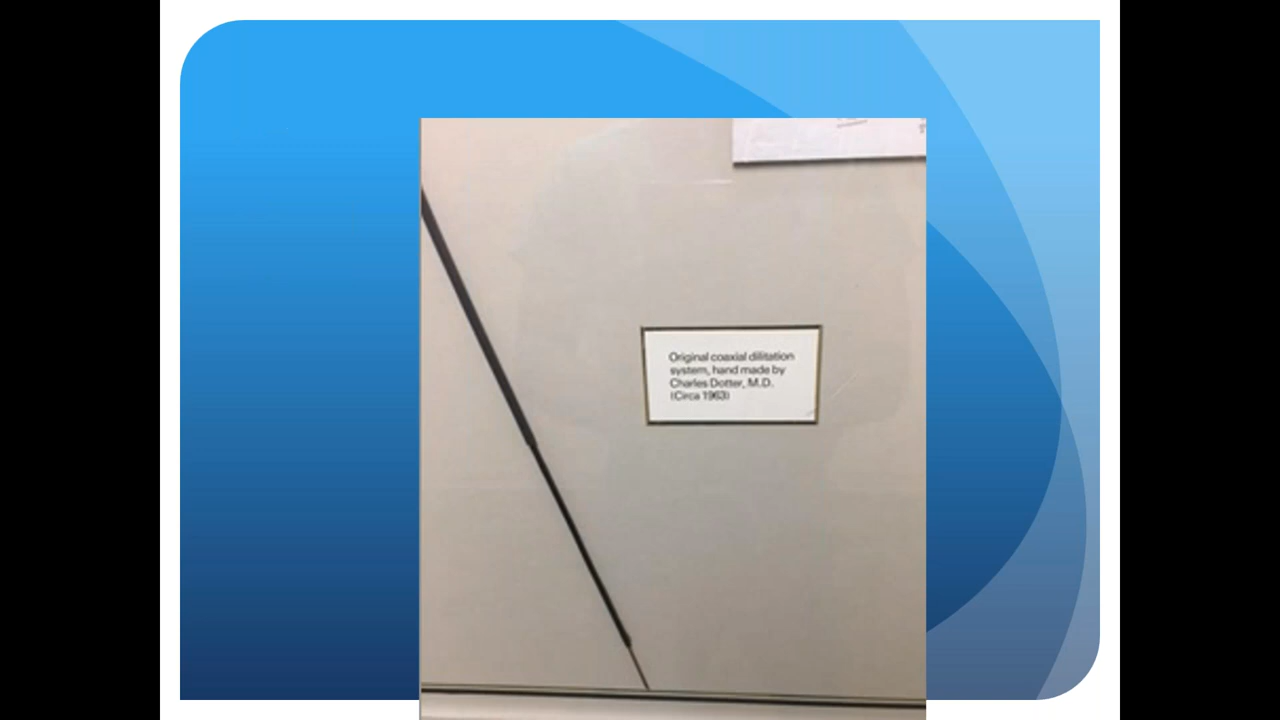 Original coaxial dilitation
system, hand made by
Charles Dotter, M.D.
(Circa 1963)